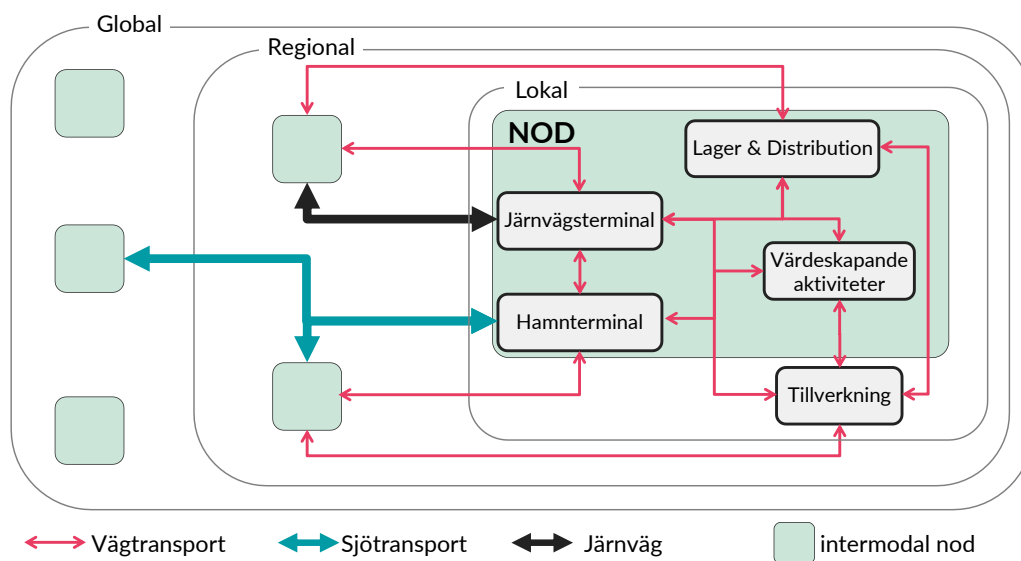 Global
Regional
Lokal
NOD
Lager & Distribution
Järnvägsterminal
Värdeskapande
aktiviteter
Hamnterminal
Tillverkning
Vägtransport
Sjötransport
Järnväg
intermodal nod